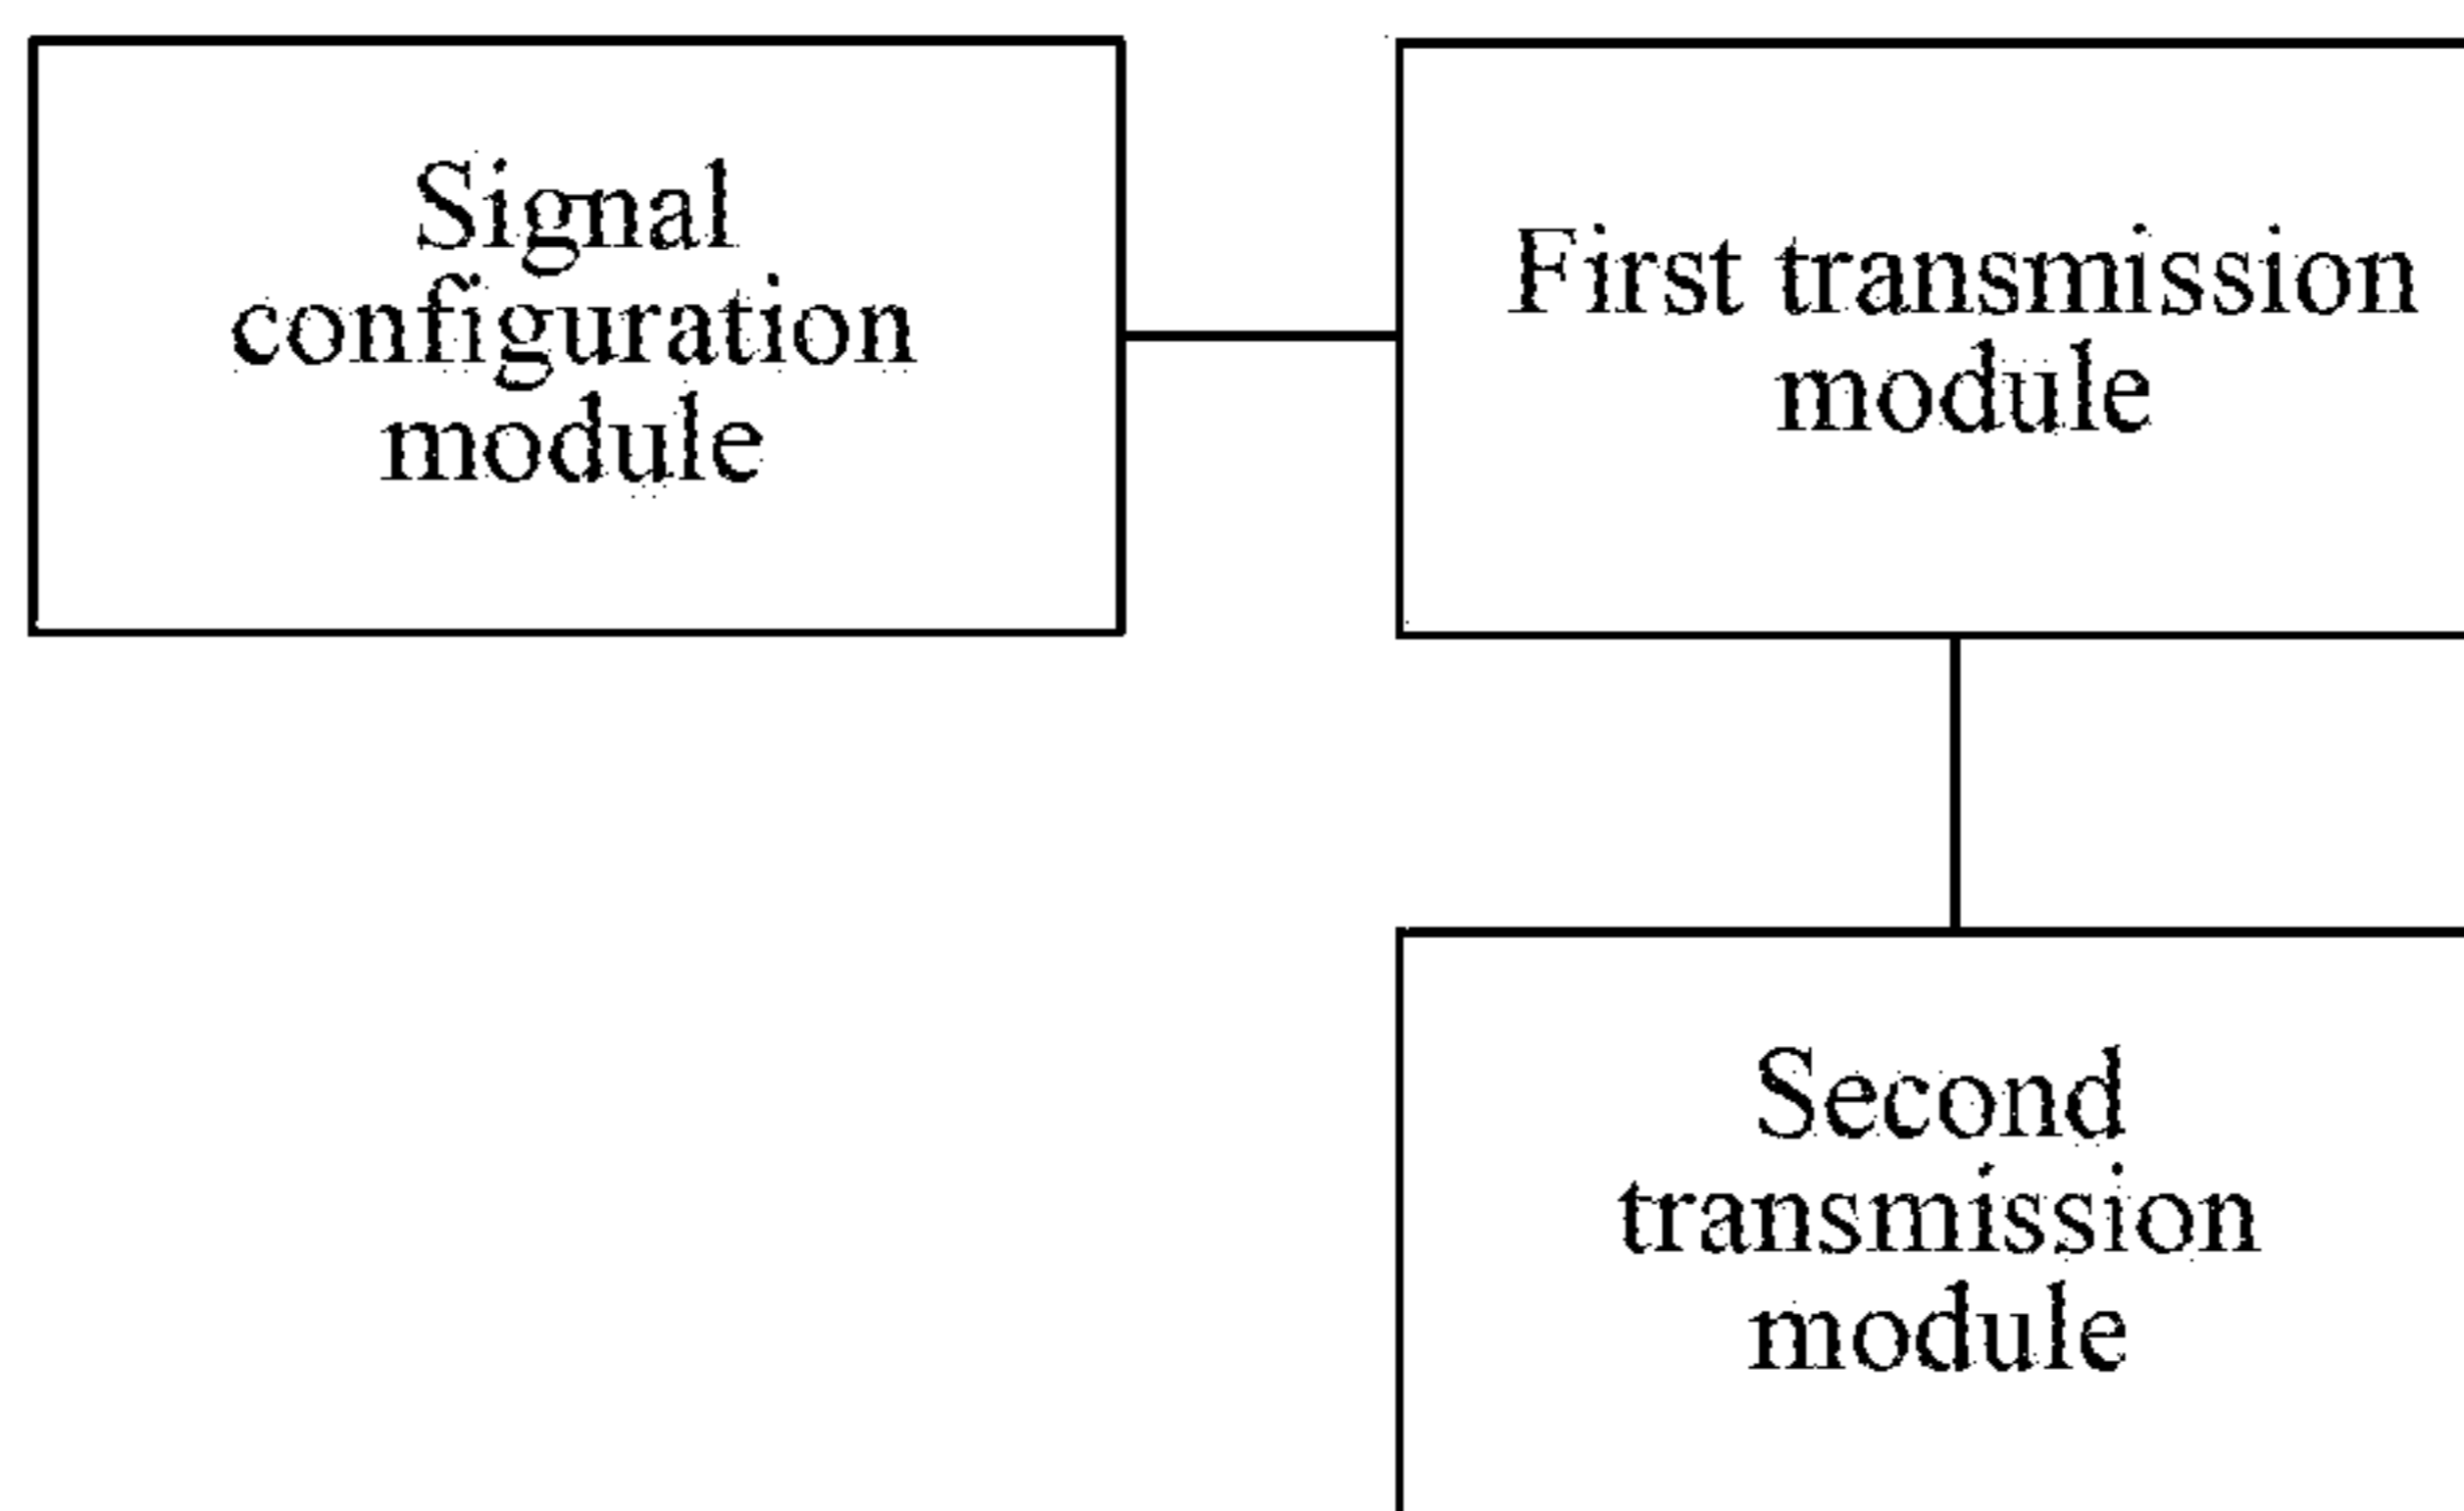 Signal
configuration
module
First transmission
module
Second
transmission
module